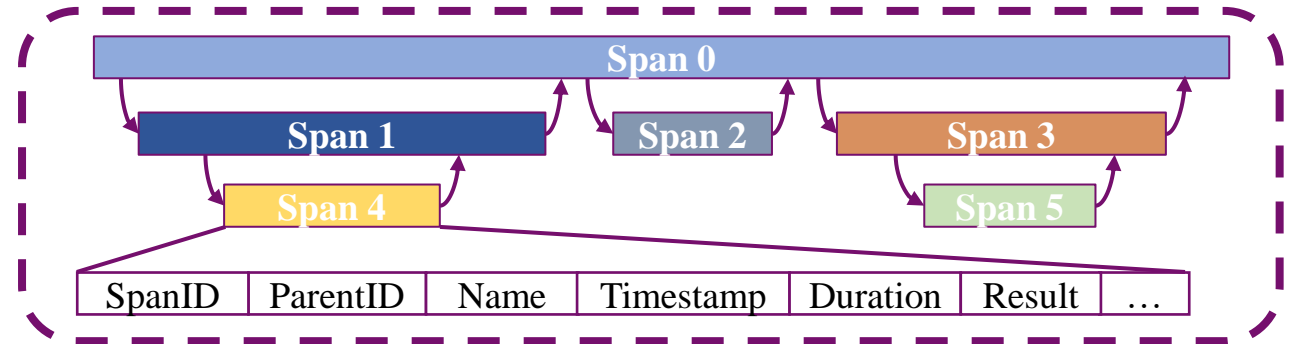 Span 0
Span 1 Span 2 Span 3
Span 4 Span 5
SpanID ParentID Name Timestamp Duration Result …